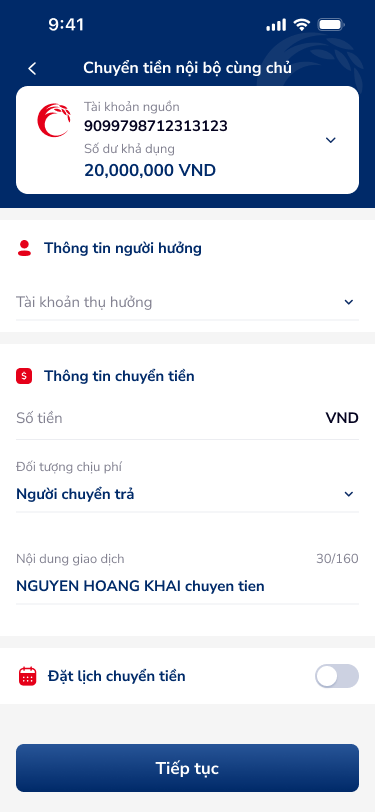 9:41
Chuyển tiền nội bộ cùng chủ
Tài khoản nguồn
9099798712313123
Số dư khả dụng
20,000,000 VND
Thông tin người hưởng
Tài khoản thụ hưởng
$ Thông tin chuyển tiền
Số tiền VND
Đối tượng chịu phí
Người chuyển trả
Nội dung giao dịch 30/160
NGUYEN HOANG KHAI chuyen tien
Đặt lịch chuyển tiền
Tiếp tục